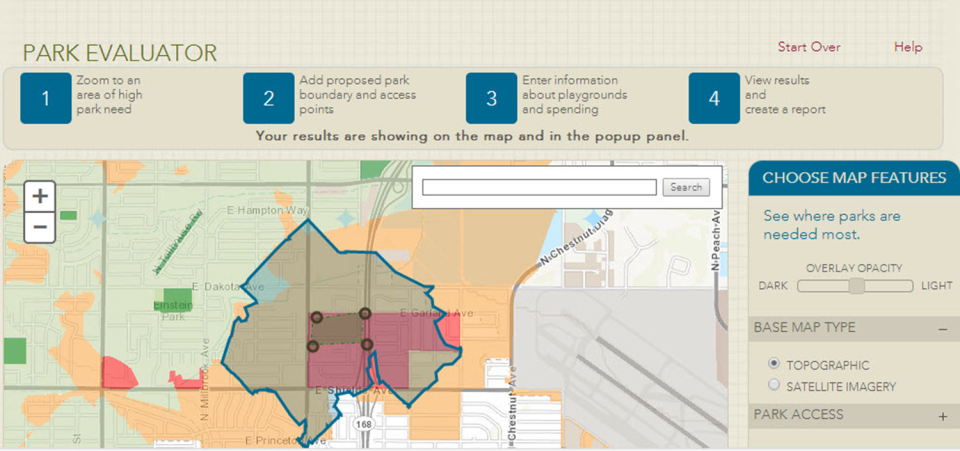 PARK EVALUATOR
Start Over
Help
1
Zoom to an
area of high
park need
2
Add proposed park
boundary and access
points
3
Enter information
about playgrounds
and spending
4
View results
and
create a report
Your results are showing on the map and in the popup panel.
+
−
Search
E Hampton Way
E Dakota Ave
Einstein
Park
N Millbrook Ave
E Garland Ave
E Shields Ave
E Princeton Ave
168
St
N Chestnut Diag
N Peach Av
Chestnut Ave
CHOOSE MAP FEATURES
See where parks are
needed most.
OVERLAY OPACITY
DARK
LIGHT
BASE MAP TYPE
−
TOPOGRAPHIC
SATELLITE IMAGERY
PARK ACCESS
+